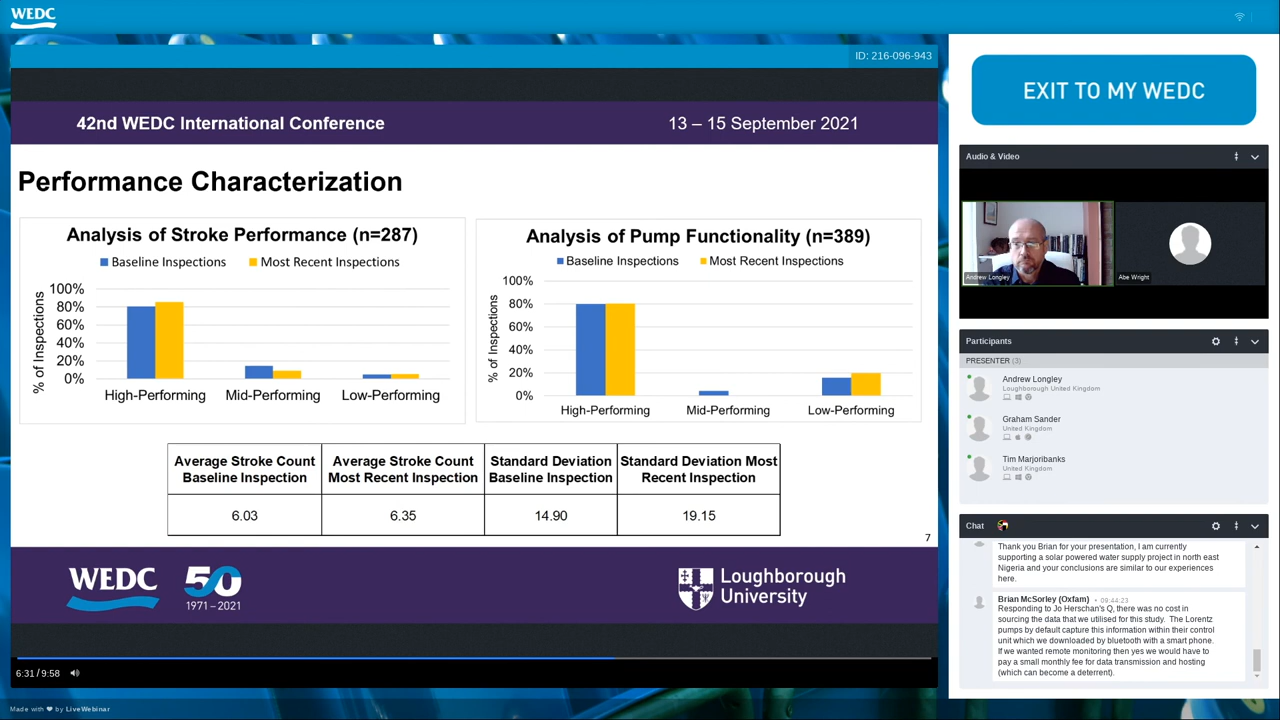 WEDC
ID: 216-096-943
EXIT TO MY WEDC
42nd WEDC International Conference
13 – 15 September 2021
Performance Characterization
Analysis of Stroke Performance (n=287)
Baseline Inspections
Most Recent Inspections
% of Inspections
100%
80%
60%
40%
20%
0%
High-Performing
Mid-Performing
Low-Performing
Analysis of Pump Functionality (n=389)
Baseline Inspections
Most Recent Inspections
% of Inspections
100%
80%
60%
40%
20%
0%
High-Performing
Mid-Performing
Low-Performing
Average Stroke Count Baseline Inspection
Average Stroke Count Most Recent Inspection
Standard Deviation Baseline Inspection
Standard Deviation Most Recent Inspection
6.03
6.35
14.90
19.15
7
WEDC
50
1971 – 2021
Loughborough
University
6:31 / 9:58
Made with ❤ by LiveWebinar
Audio & Video
Andrew Longley
Abe Wright
Participants
PRESENTER (3)
Andrew Longley
Loughborough United Kingdom
Graham Sander
United Kingdom
Tim Marjoribanks
United Kingdom
Chat
Thank you Brian for your presentation, I am currently
supporting a solar powered water supply project in north east
Nigeria and your conclusions are similar to our experiences
here.
Brian McSorley (Oxfam) • 09:44:23
Responding to Jo Herschan's Q, there was no cost in
sourcing the data that we utilised for this study. The Lorentz
pumps by default capture this information within their control
unit which we downloaded by bluetooth with a smart phone.
If we wanted remote monitoring then yes we would have to
pay a small monthly fee for data transmission and hosting
(which can become a deterrent).